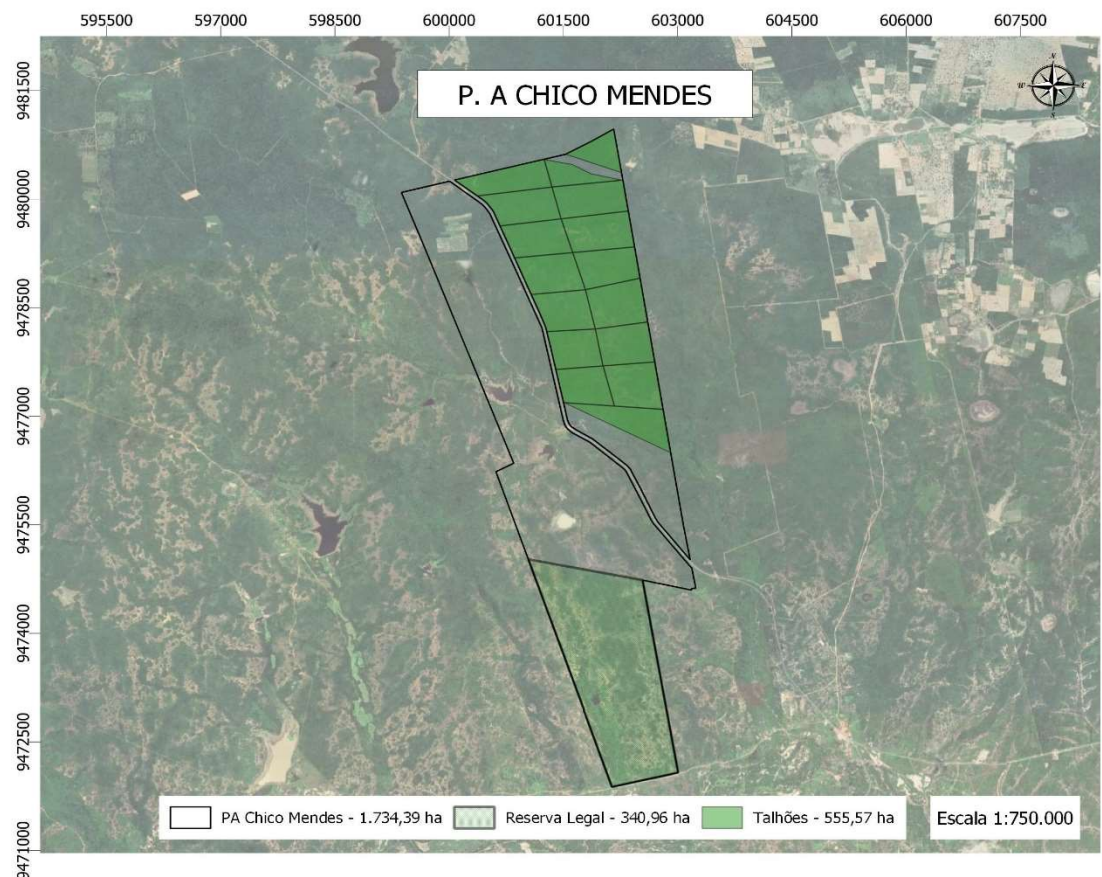 595500 597000 598500 600000 601500 603000 604500 606000 607500
P. A CHICO MENDES
N
W E
S
9481500
9480000
9478500
9477000
9475500
9474000
9472500
9471000
PA Chico Mendes - 1.734,39 ha Reserva Legal - 340,96 ha Talhões - 555,57 ha Escala 1:750.000